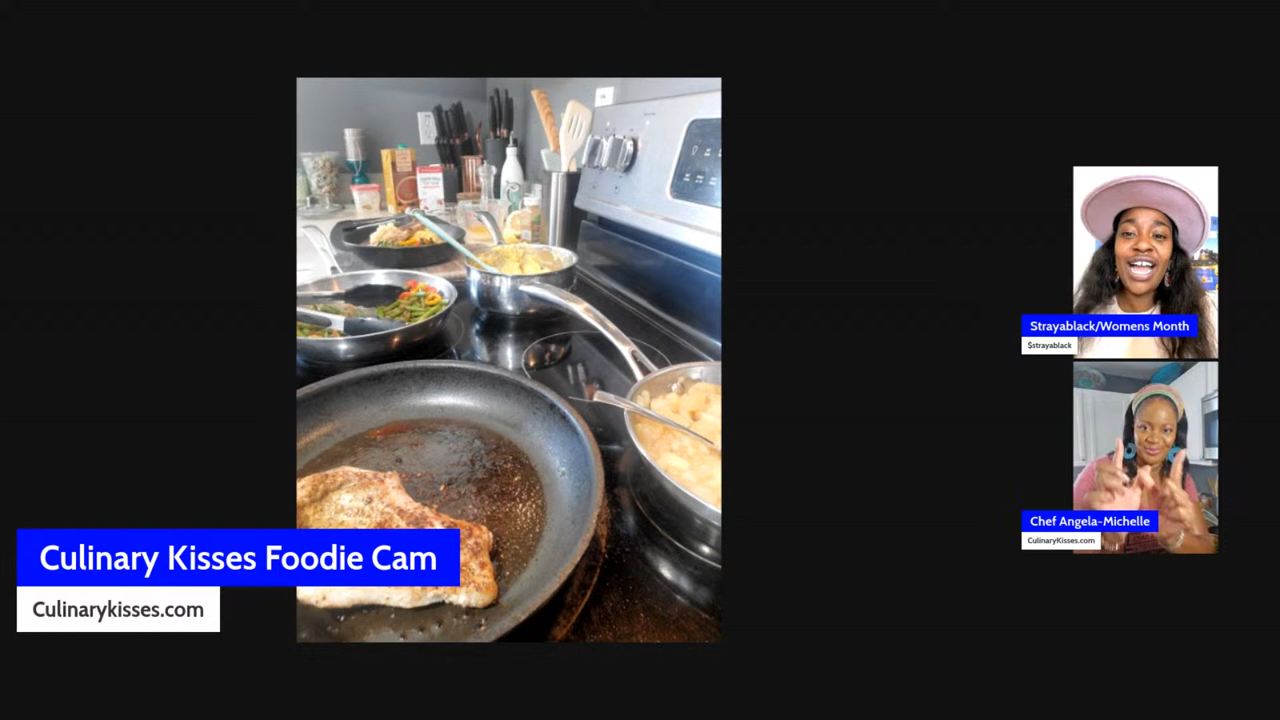 Culinary Kisses Foodie Cam
Culinarykisses.com
Strayablack/Womens Month
$strayablack
Chef Angela-Michelle
CulinaryKisses.com